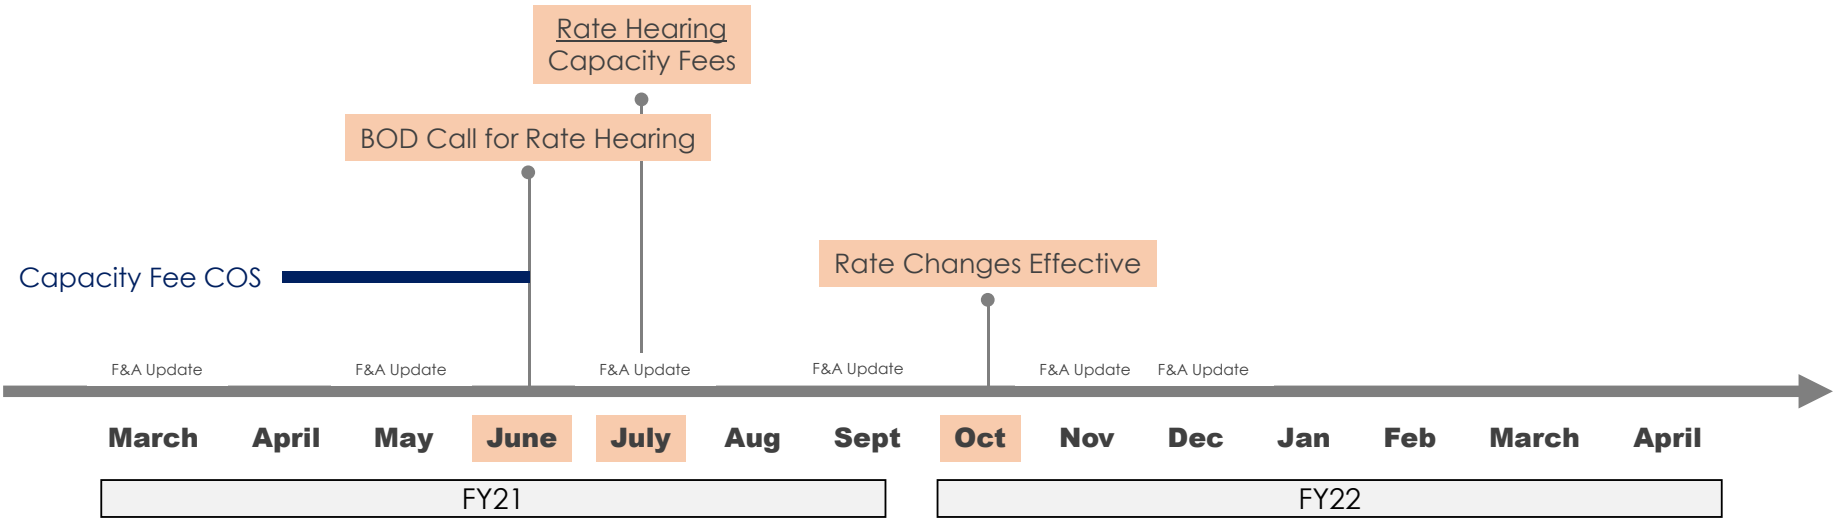 Rate Hearing
Capacity Fees
BOD Call for Rate Hearing
Capacity Fee COS
Rate Changes Effective
F&A Update F&A Update F&A Update F&A Update F&A Update F&A Update
March April May June July Aug Sept Oct Nov Dec Jan Feb March April
FY21 FY22